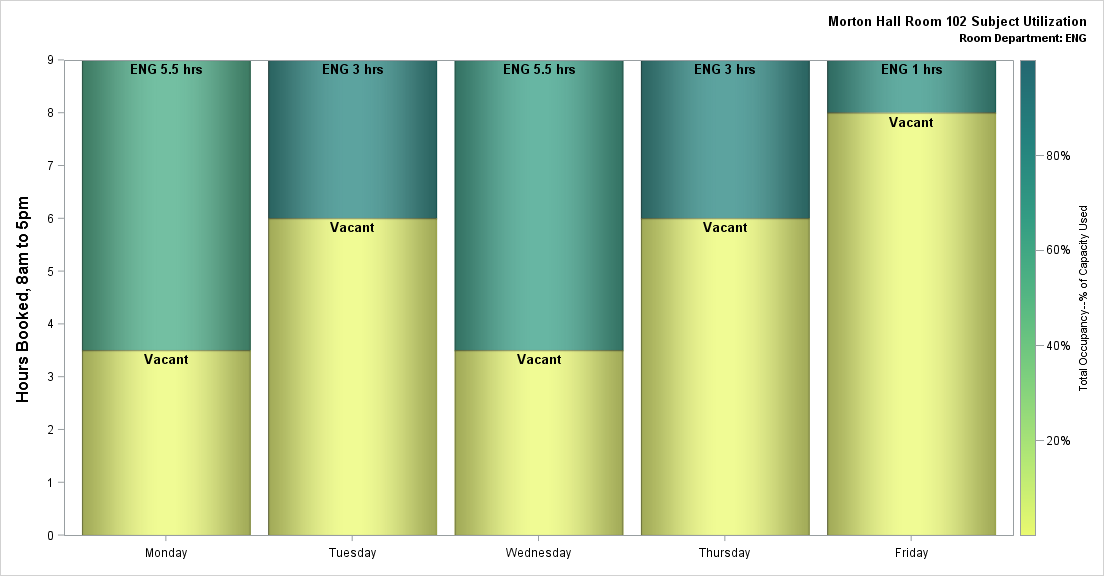 Morton Hall Room 102 Subject Utilization
Room Department: ENG
Hours Booked, 8am to 5pm
9
8
7
6
5
4
3
2
1
0
ENG 5.5 hrs
Vacant
ENG 3 hrs
Vacant
ENG 5.5 hrs
Vacant
ENG 3 hrs
Vacant
ENG 1 hrs
Vacant
Monday
Tuesday
Wednesday
Thursday
Friday
80%
60%
40%
20%
Total Occupancy--% of Capacity Used